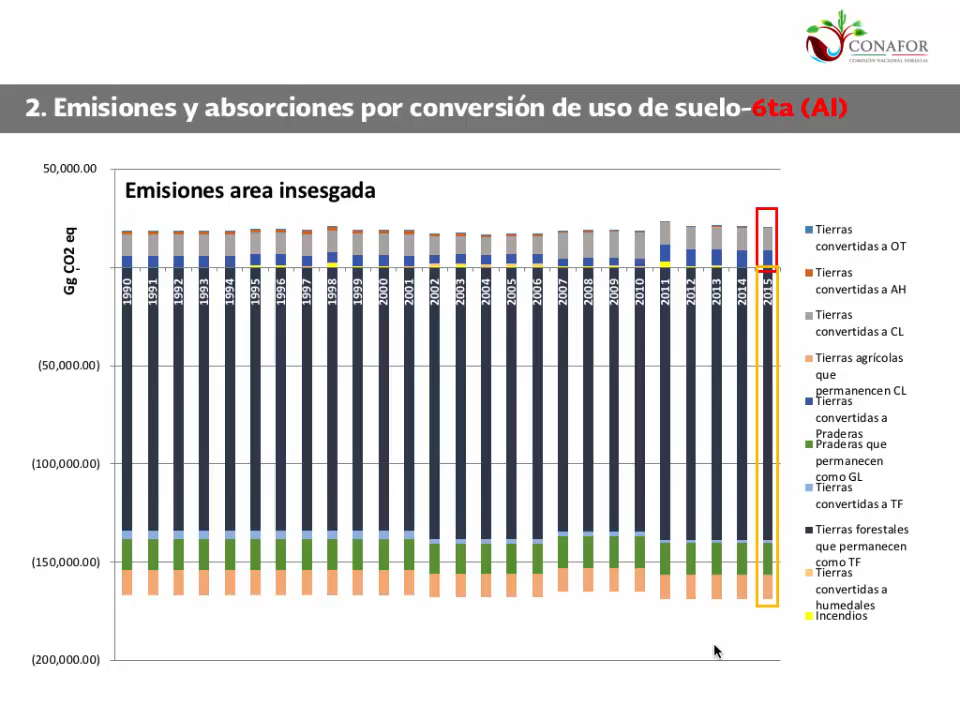 CONAFOR
COMISIÓN NACIONAL FORESTAL
2. Emisiones y absorciones por conversión de uso de suelo-6ta (AI)
Emisiones area insesgada
Gg CO2 eq
50,000.00
-
(50,000.00)
(100,000.00)
(150,000.00)
(200,000.00)
1990
1991
1992
1993
1994
1995
1996
1997
1998
1999
2000
2001
2002
2003
2004
2005
2006
2007
2008
2009
2010
2011
2012
2013
2014
2015
Tierras
convertidas a OT
Tierras
convertidas a AH
Tierras
convertidas a CL
Tierras agrícolas
que
permanencen CL
Tierras
convertidas a
Praderas
Praderas que
permanecen
como GL
Tierras
convertidas a TF
Tierras forestales
que permanecen
como TF
Tierras
convertidas a
humedales
Incendios